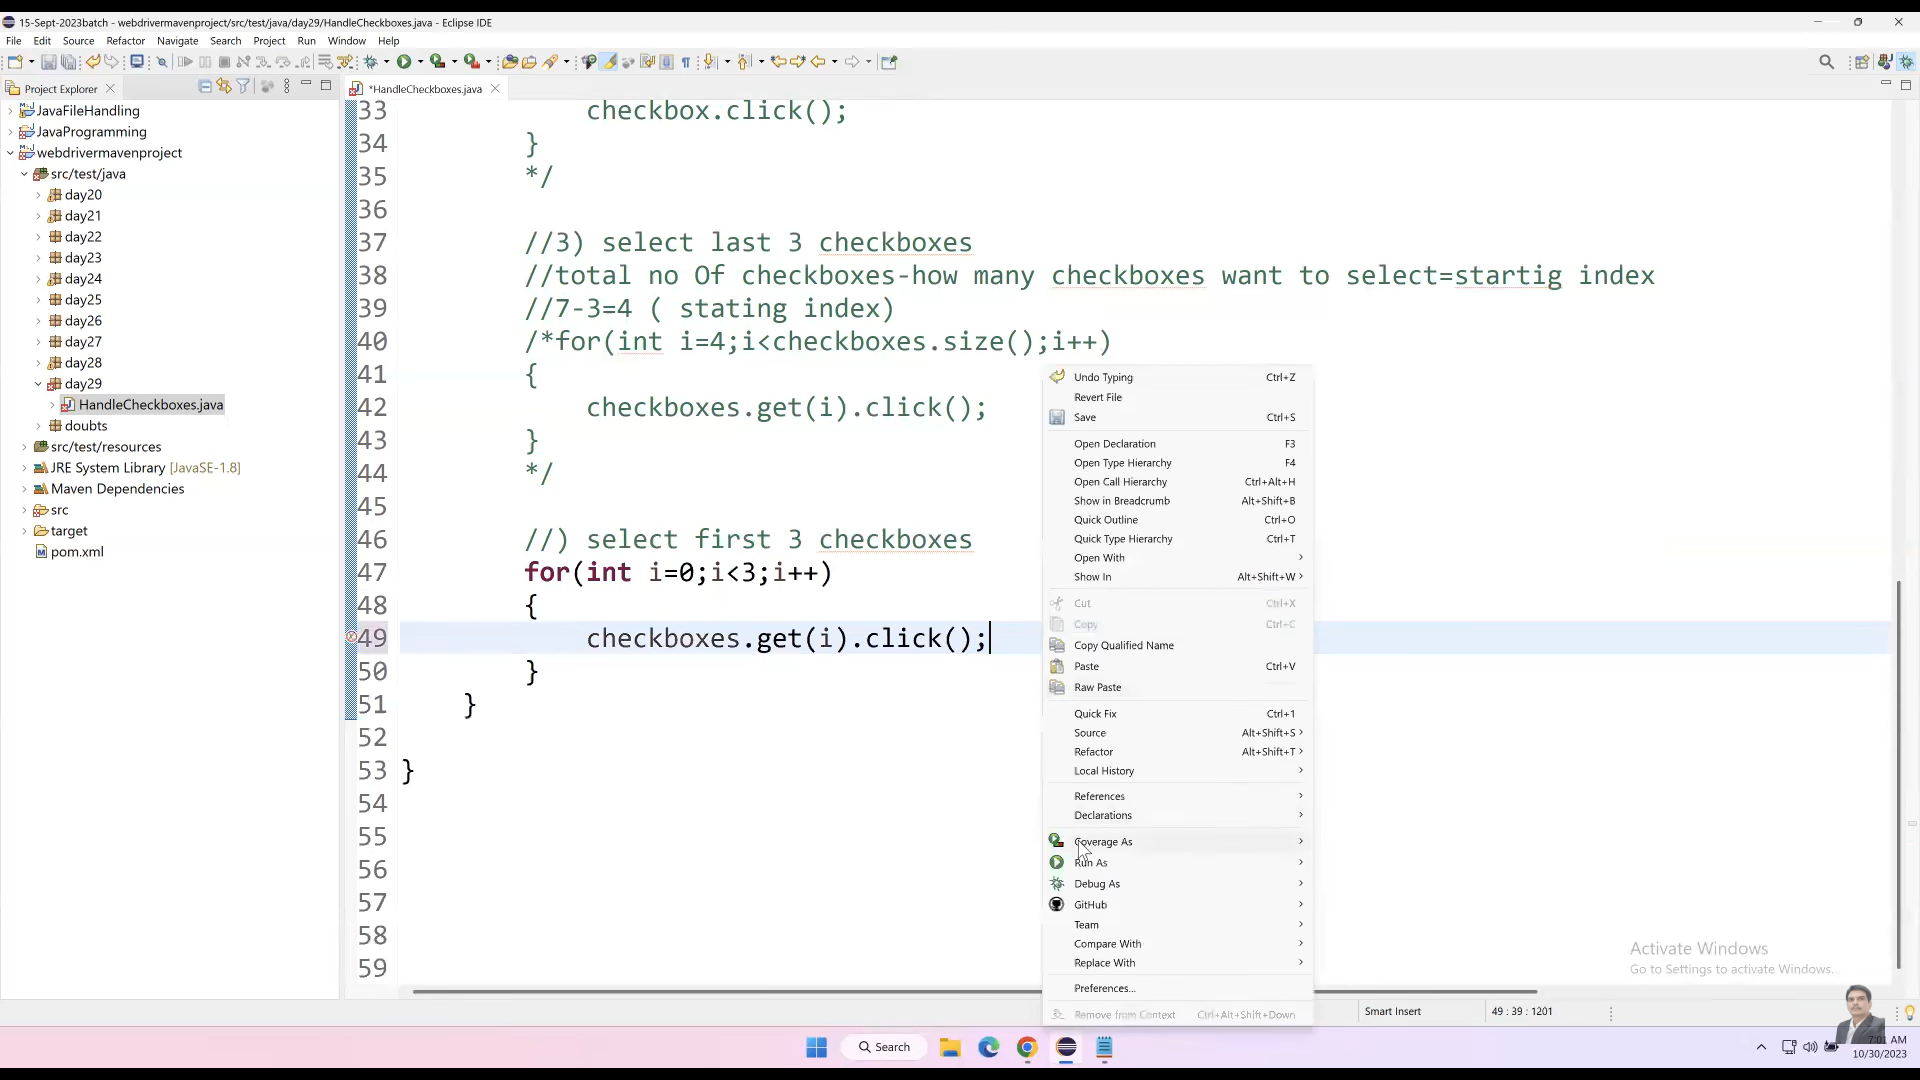 15-Sept-2023batch - webdrivermavenproject/src/test/java/day29/HandleCheckboxes.java - Eclipse IDE
File Edit Source Refactor Navigate Search Project Run Window Help
Project Explorer
*HandleCheckboxes.java
JavaFileHandling
JavaProgramming
webdrivermavenproject
src/test/java
day20
day21
day22
day23
day24
day25
day26
day27
day28
day29
HandleCheckboxes.java
doubts
src/test/resources
JRE System Library [JavaSE-1.8]
Maven Dependencies
src
target
pom.xml
33 checkbox.click();
34 }
35 */
36
37 //3) select last 3 checkboxes
38 //total no Of checkboxes-how many checkboxes want to select=startig index
39 //7-3=4 ( stating index)
40 /*for(int i=4;i<checkboxes.size();i++)
41 {
42 checkboxes.get(i).click();
43 }
44 */
45
46 //) select first 3 checkboxes
47 for(int i=0;i<3;i++)
48 {
49 checkboxes.get(i).click();
50 }
51 }
52
53 }
54
55
56
57
58
59
Undo Typing Ctrl+Z
Revert File
Save Ctrl+S
Open Declaration F3
Open Type Hierarchy F4
Open Call Hierarchy Ctrl+Alt+H
Show in Breadcrumb Alt+Shift+B
Quick Outline Ctrl+O
Quick Type Hierarchy Ctrl+T
Open With
Show In Alt+Shift+W
Cut Ctrl+X
Copy Ctrl+C
Copy Qualified Name
Paste Ctrl+V
Raw Paste
Quick Fix Ctrl+1
Source Alt+Shift+S
Refactor Alt+Shift+T
Local History
References
Declarations
Coverage As
Run As
Debug As
GitHub
Team
Compare With
Replace With
Preferences...
Remove from Context Ctrl+Alt+Shift+Down
Activate Windows
Go to Settings to activate Windows.
Smart Insert 49 : 39 : 1201
Search
7:01 AM
10/30/2023